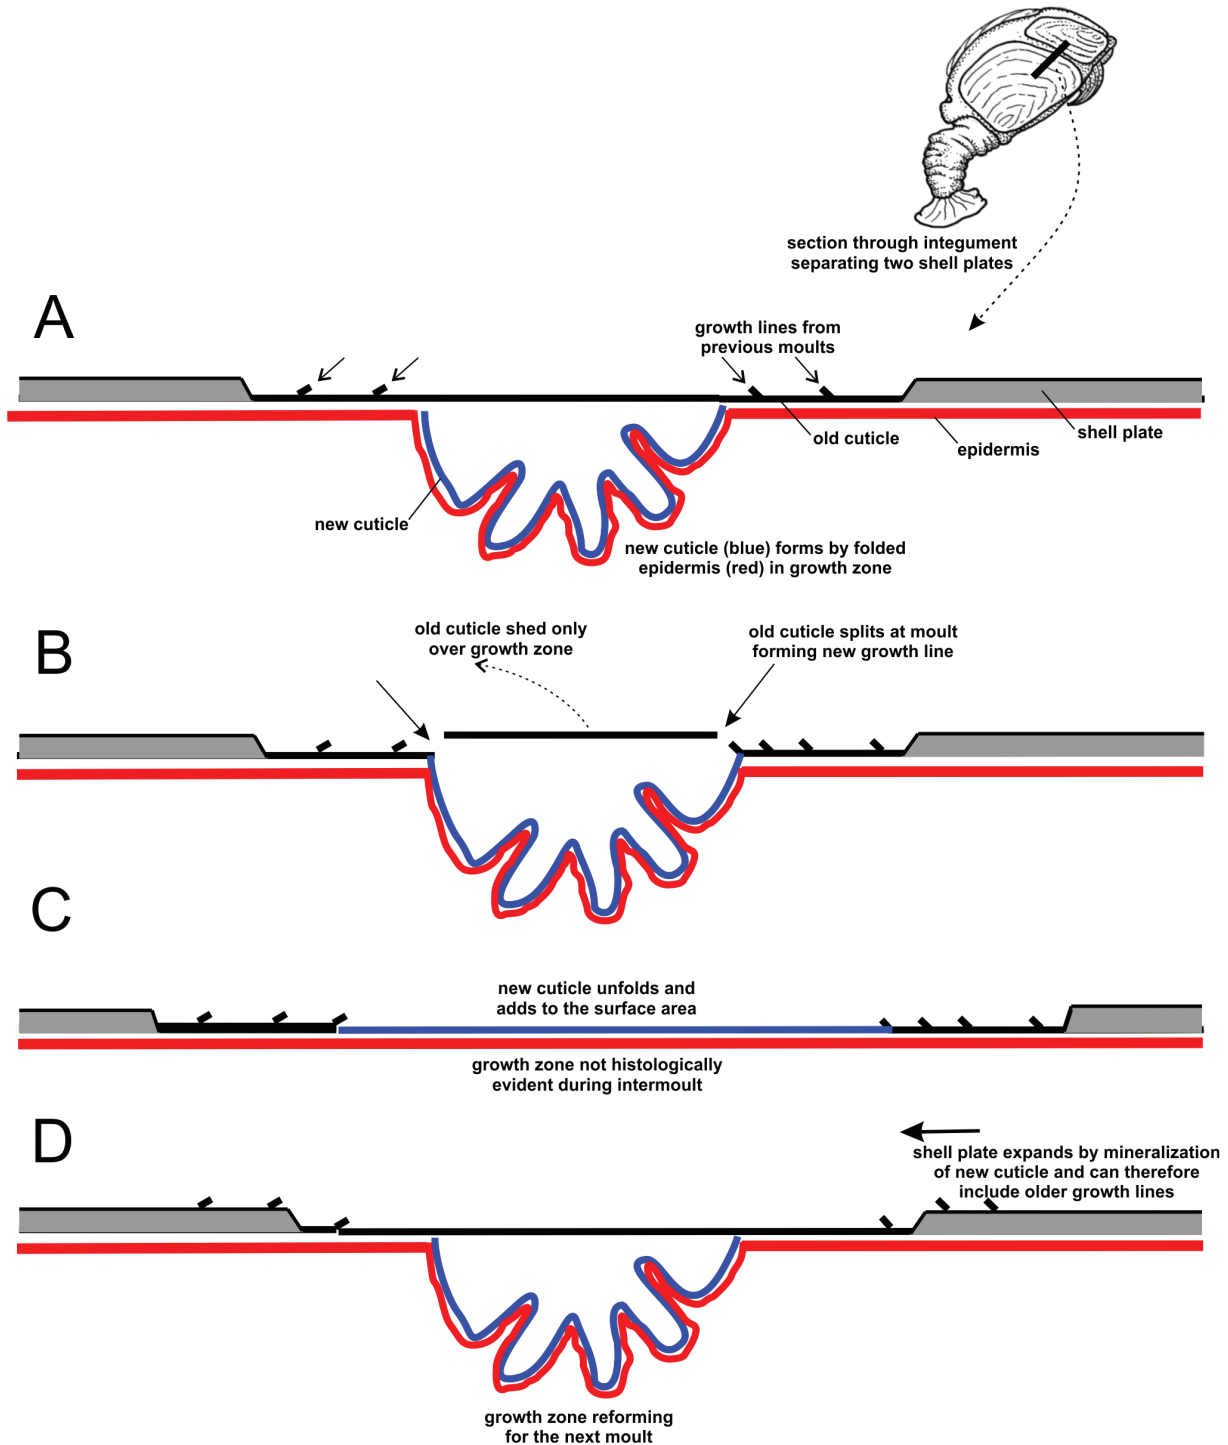 section through integument
separating two shell plates
A
growth lines from
previous moults
old cuticle
shell plate
epidermis
new cuticle
new cuticle (blue) forms by folded
epidermis (red) in growth zone
B
old cuticle shed only
over growth zone
old cuticle splits at moult
forming new growth line
C
new cuticle unfolds and
adds to the surface area
growth zone not histologically
evident during intermoult
D
shell plate expands by mineralization
of new cuticle and can therefore
include older growth lines
growth zone reforming
for the next moult